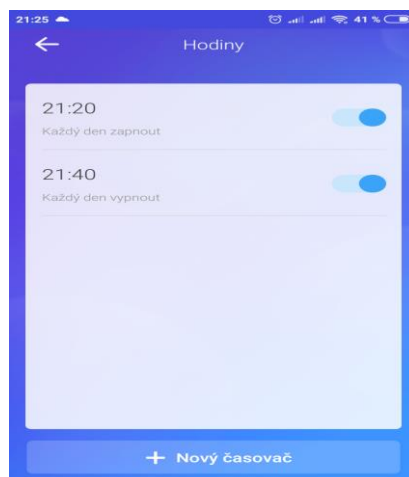 21:25 41 %
Hodiny
21:20
Každý den zapnout
21:40
Každý den vypnout
+ Nový časovač